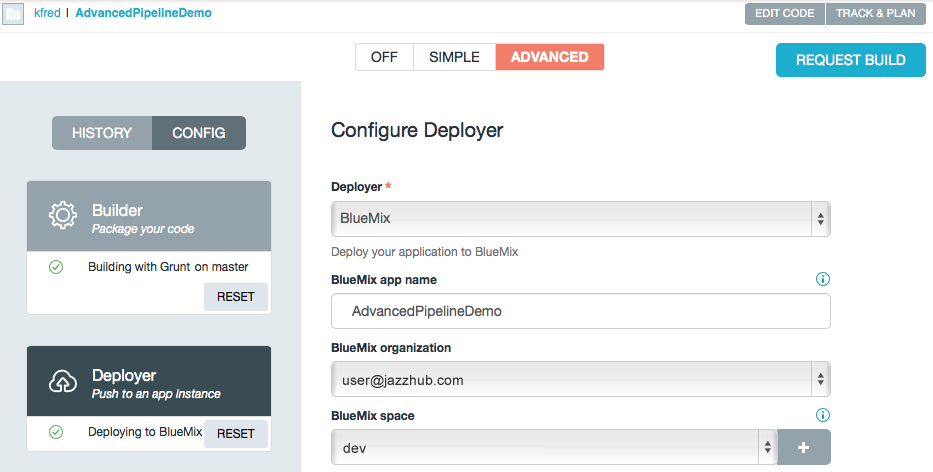 kfred | AdvancedPipelineDemo
EDIT CODE TRACK & PLAN
OFF SIMPLE ADVANCED
REQUEST BUILD
HISTORY CONFIG
Builder
Package your code
Building with Grunt on master
RESET
Deployer
Push to an app instance
Deploying to BlueMix
RESET
Configure Deployer
Deployer *
BlueMix
Deploy your application to BlueMix
BlueMix app name
AdvancedPipelineDemo
BlueMix organization
user@jazzhub.com
BlueMix space
dev
+